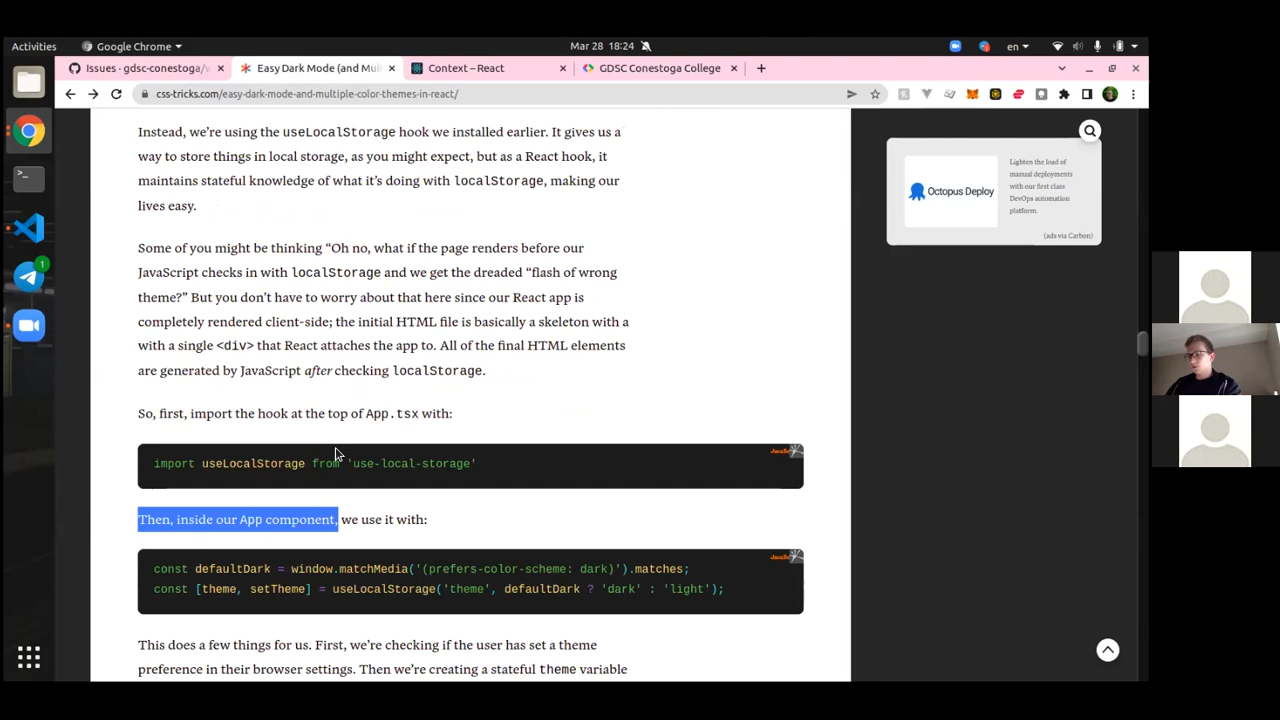 Activities
Google Chrome
Mar 28 18:24
en
Issues · gdsc-conestoga/
Easy Dark Mode (and Mul
Context – React
GDSC Conestoga College
css-tricks.com/easy-dark-mode-and-multiple-color-themes-in-react/
Instead, we're using the useLocalStorage hook we installed earlier. It gives us a
way to store things in local storage, as you might expect, but as a React hook, it
maintains stateful knowledge of what it's doing with localStorage, making our
lives easy.
Some of you might be thinking “Oh no, what if the page renders before our
JavaScript checks in with localStorage and we get the dreaded “flash of wrong
theme?” But you don't have to worry about that here since our React app is
completely rendered client-side; the initial HTML file is basically a skeleton with a
with a single <div> that React attaches the app to. All of the final HTML elements
are generated by JavaScript after checking localStorage.
So, first, import the hook at the top of App.tsx with:
JavaSc
import useLocalStorage from 'use-local-storage'
Then, inside our App component, we use it with:
JavaSc
const defaultDark = window.matchMedia('(prefers-color-scheme: dark)').matches;
const [theme, setTheme] = useLocalStorage('theme', defaultDark ? 'dark' : 'light');
This does a few things for us. First, we're checking if the user has set a theme
preference in their browser settings. Then we're creating a stateful theme variable
Octopus Deploy
Lighten the load of
manual deployments
with our first class
DevOps automation
platform.
(ads via Carbon)
1